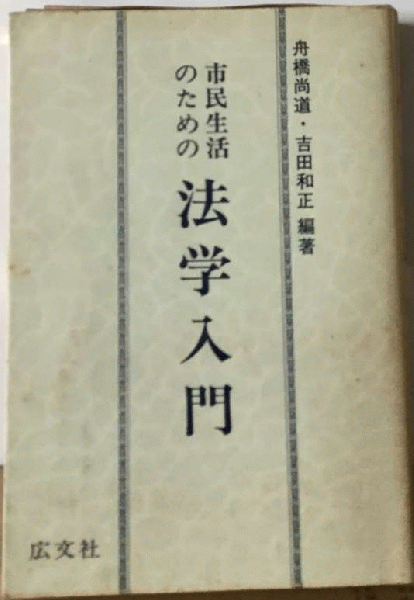 舟橋尚道・吉田和正 編著
市民生活
のための
法学入門
広文社